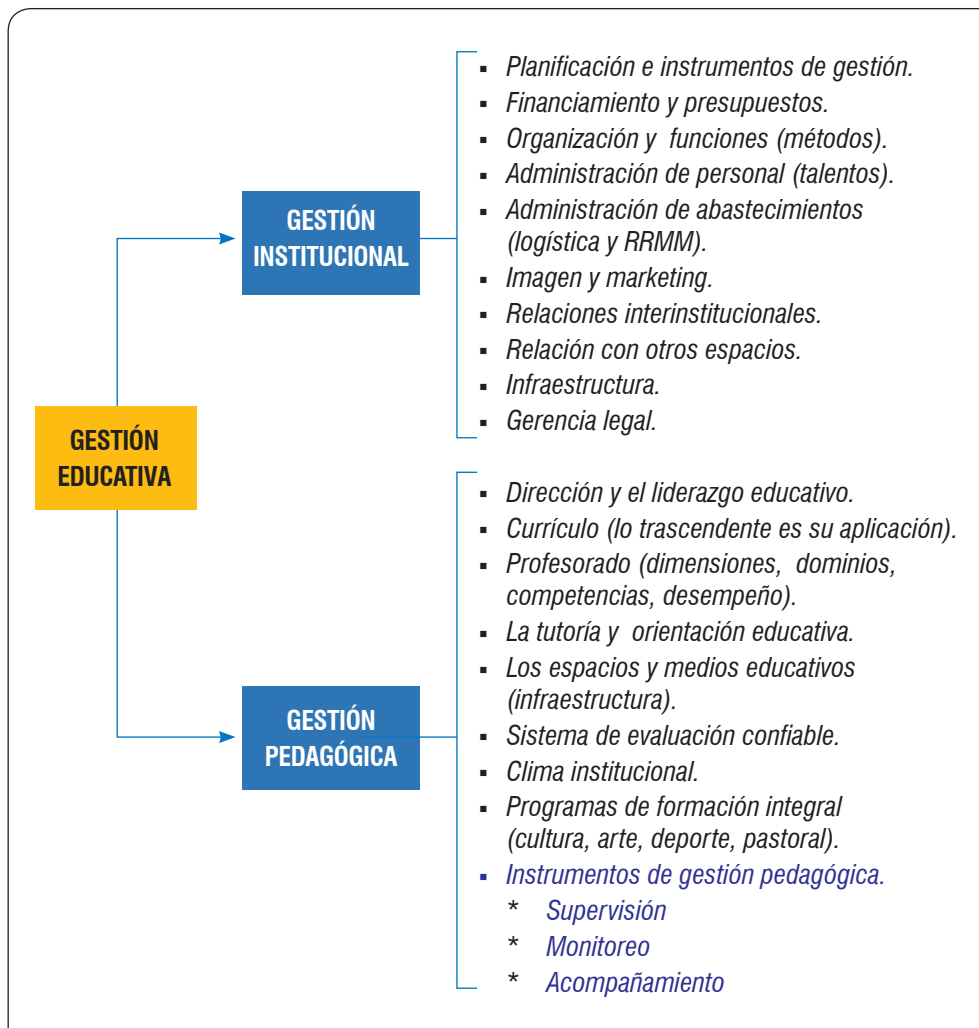 ▪ Planificación e instrumentos de gestión.
▪ Financiamiento y presupuestos.
▪ Organización y funciones (métodos).
▪ Administración de personal (talentos).
▪ Administración de abastecimientos
(logística y RRMM).
▪ Imagen y marketing.
▪ Relaciones interinstitucionales.
▪ Relación con otros espacios.
▪ Infraestructura.
▪ Gerencia legal.
GESTIÓN
INSTITUCIONAL
GESTIÓN
EDUCATIVA
▪ Dirección y el liderazgo educativo.
▪ Currículo (lo trascendente es su aplicación).
▪ Profesorado (dimensiones, dominios,
competencias, desempeño).
▪ La tutoría y orientación educativa.
▪ Los espacios y medios educativos
(infraestructura).
▪ Sistema de evaluación confiable.
▪ Clima institucional.
▪ Programas de formación integral
(cultura, arte, deporte, pastoral).
▪ Instrumentos de gestión pedagógica.
* Supervisión
* Monitoreo
* Acompañamiento
GESTIÓN
PEDAGÓGICA